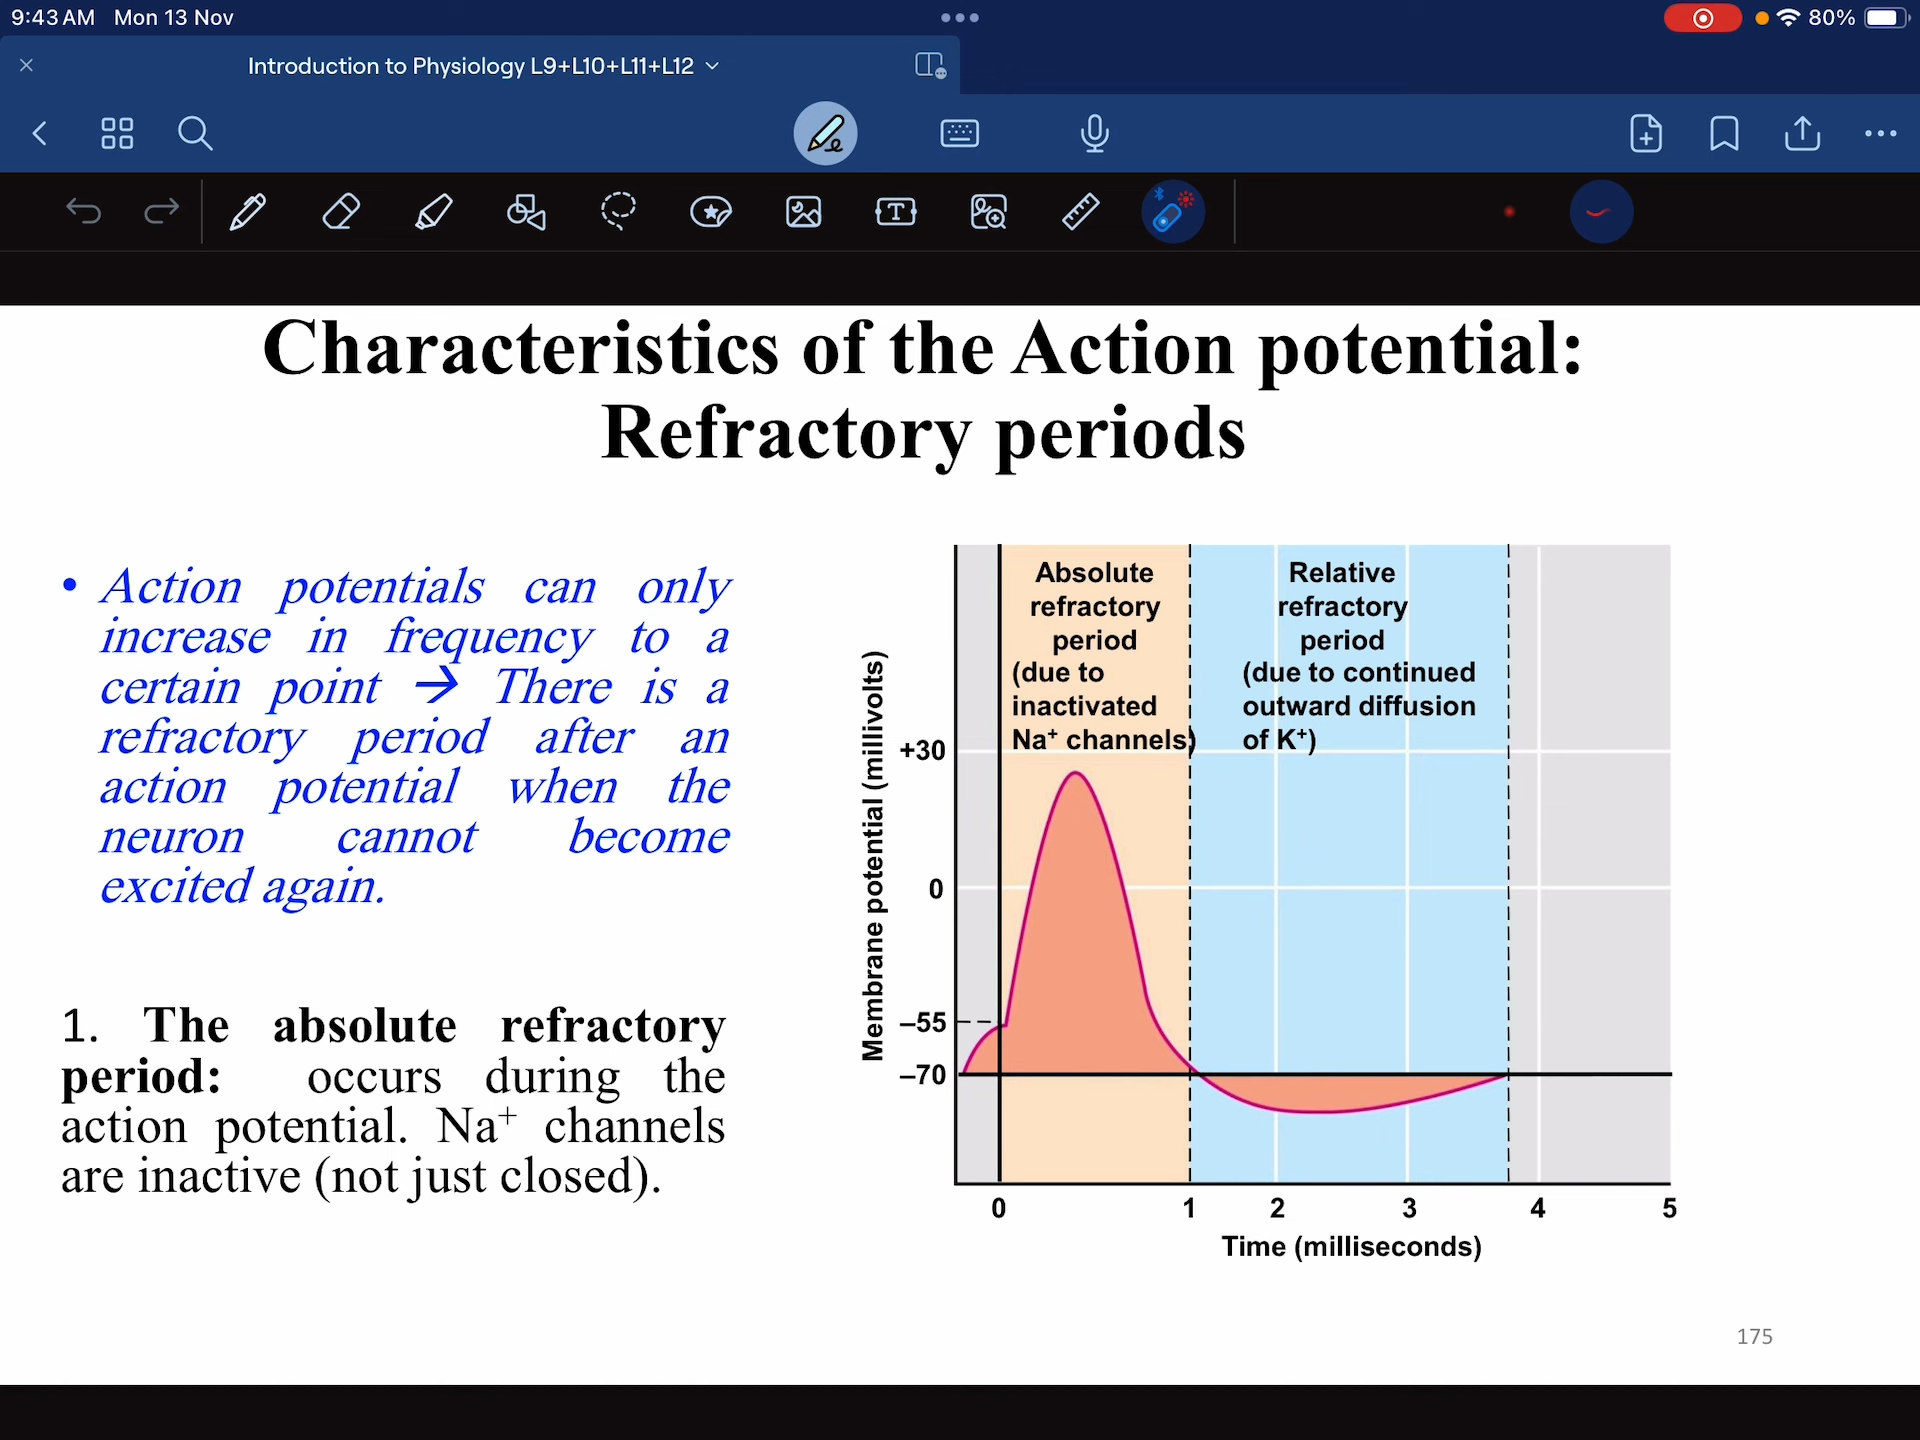 9:43 AM Mon 13 Nov
80%
Introduction to Physiology L9+L10+L11+L12
Characteristics of the Action potential:
Refractory periods
• Action potentials can only
increase in frequency to a
certain point → There is a
refractory period after an
action potential when the
neuron cannot become
excited again.
1. The absolute refractory
period: occurs during the
action potential. Na⁺ channels
are inactive (not just closed).
Absolute
refractory
period
(due to
inactivated
Na⁺ channels)
Relative
refractory
period
(due to continued
outward diffusion
of K⁺)
Membrane potential (millivolts)
+30
0
–55
–70
0 1 2 3 4 5
Time (milliseconds)
175